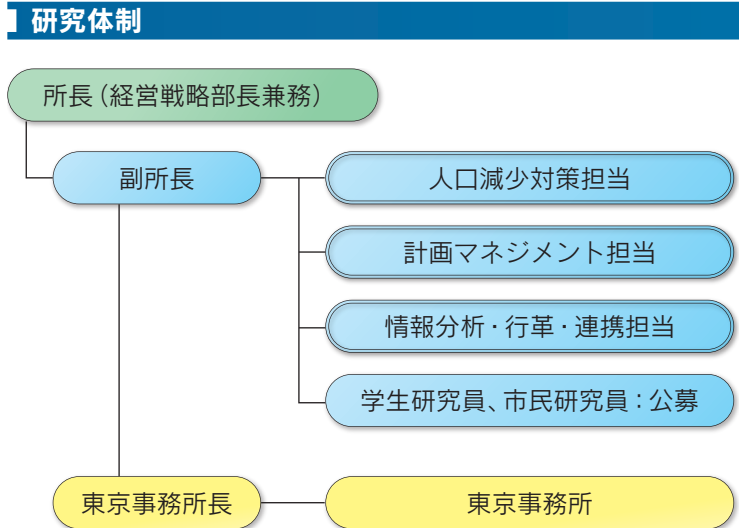 研究体制
所長（経営戦略部長兼務）
副所長
人口減少対策担当
計画マネジメント担当
情報分析・行革・連携担当
学生研究員、市民研究員：公募
東京事務所長
東京事務所